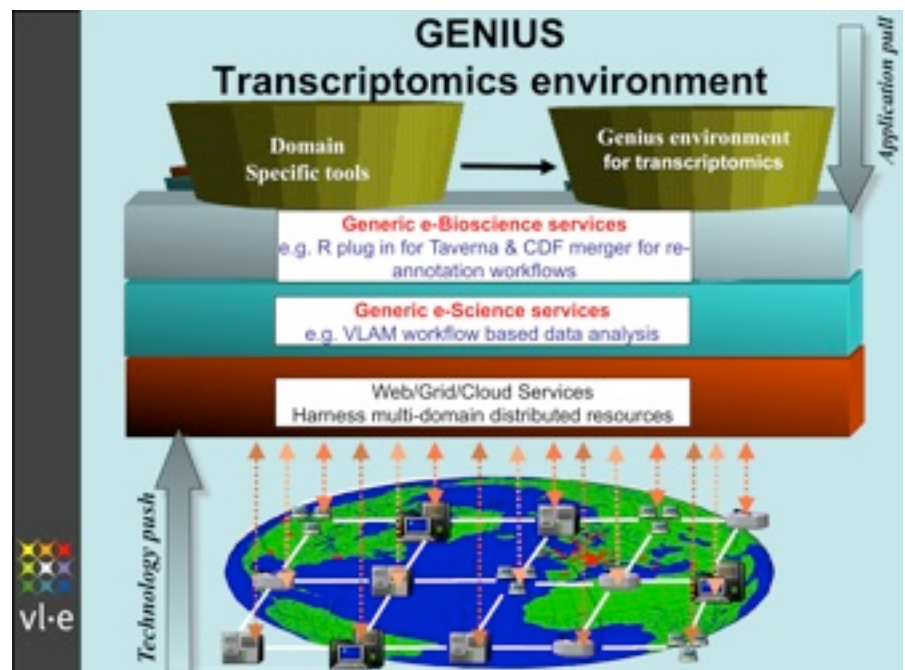 GENIUS
Transcriptomics environment
Application pull
Domain
Specific tools
Genius environment
for transcriptomics
Generic e-Bioscience services
e.g. R plug in for Taverna & CDF merger for re-
annotation workflows
Generic e-Science services
e.g. VLAM workflow based data analysis
Web/Grid/Cloud Services
Harness multi-domain distributed resources
Technology push
vl·e